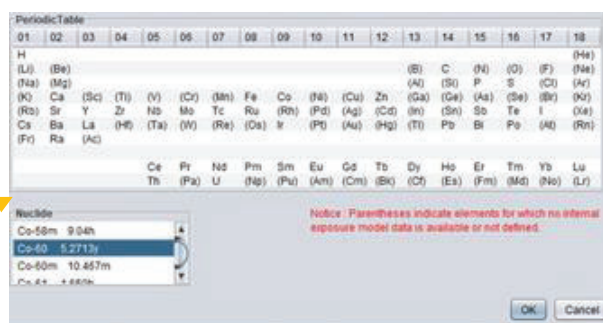 PeriodicTable
01 02 03 04 05 06 07 08 09 10 11 12 13 14 15 16 17 18
H (He)
(Li) (Be) (B) C (N) (O) (F) (Ne)
(Na) (Mg) (Al) (Si) P S (Cl) (Ar)
(K) Ca (Sc) (Ti) (V) (Cr) (Mn) Fe Co (Ni) (Cu) Zn (Ga) (Ge) (As) (Se) (Br) (Kr)
(Rb) Sr Y Zr Nb Mo Tc Ru (Rh) (Pd) Ag (Cd) (In) (Sn) Sb Te I (Xe)
Cs Ba La (Hf) (Ta) (W) (Re) (Os) Ir (Pt) (Au) (Hg) (Tl) Pb Bi Po (At) (Rn)
(Fr) Ra (Ac)
Ce Pr Nd Pm Sm Eu Gd Tb Dy Ho Er Tm Yb Lu
Th (Pa) U (Np) (Pu) (Am) (Cm) (Bk) (Cf) (Es) (Fm) (Md) (No) (Lr)
Nuclide
Co-58m 9.04h
Co-60 5.2713y
Co-60m 10.467m
Notice : Parentheses indicate elements for which no internal
exposure model data is available or not defined.
OK Cancel